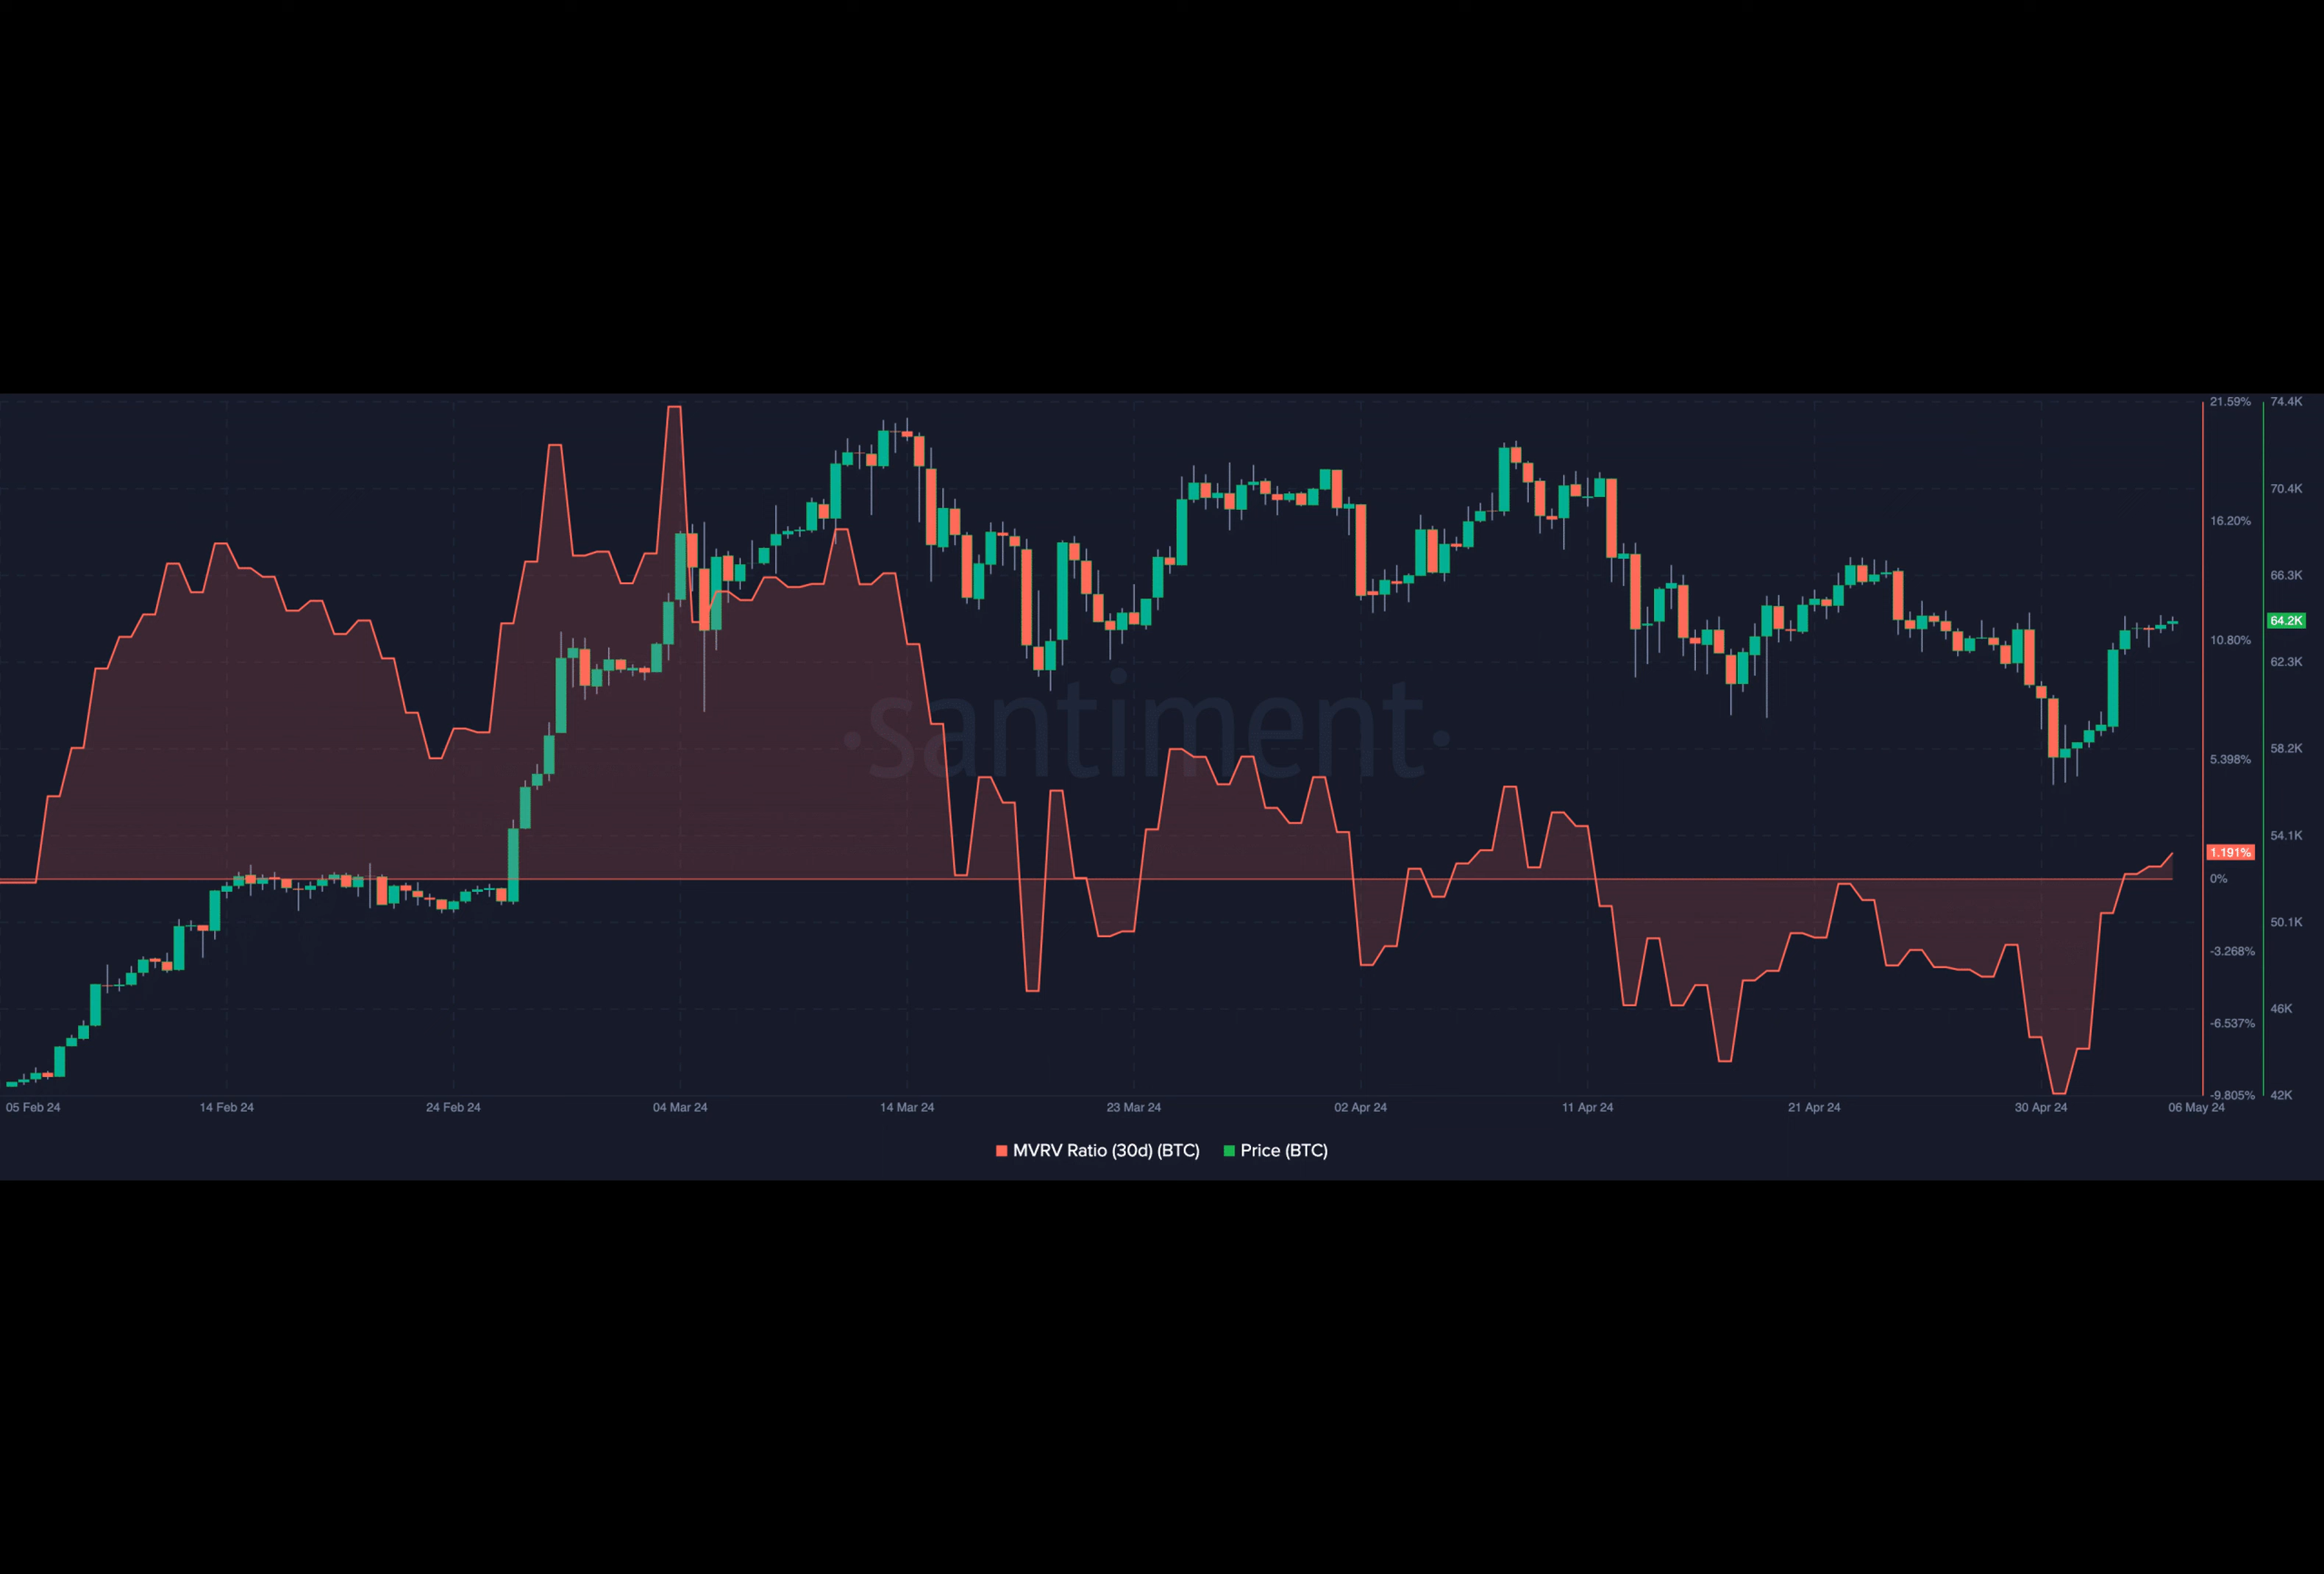 21.59% 74.4K
70.4K
16.20%
66.3K
64.2K
10.80%
62.3K
·santiment·
58.2K
5.398%
54.1K
1.191%
0%
50.1K
-3.268%
46K
-6.537%
-9.805% 42K
05 Feb 24 14 Feb 24 24 Feb 24 04 Mar 24 14 Mar 24 23 Mar 24 02 Apr 24 11 Apr 24 21 Apr 24 30 Apr 24 06 May 24
MVRV Ratio (30d) (BTC) Price (BTC)